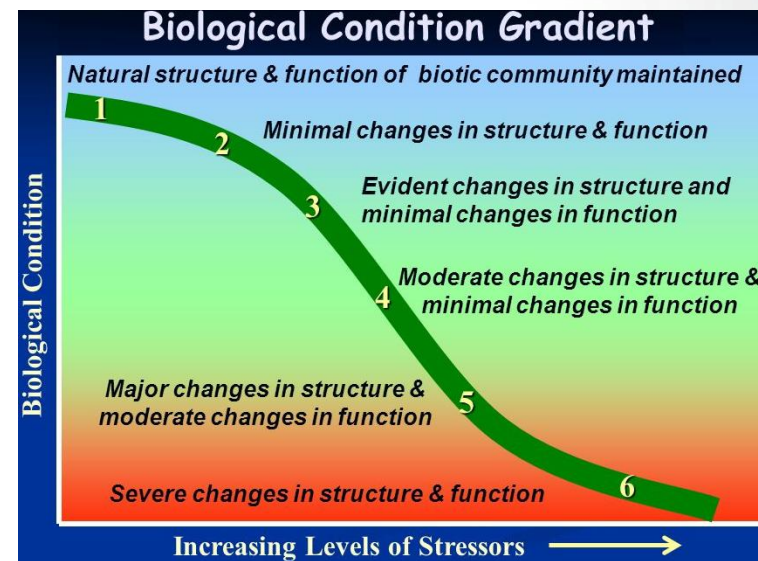 Biological Condition Gradient
Natural structure & function of biotic community maintained
1
2
Minimal changes in structure & function
3
Evident changes in structure and
minimal changes in function
4
Moderate changes in structure &
minimal changes in function
Major changes in structure &
moderate changes in function
5
Severe changes in structure & function
6
Biological Condition
Increasing Levels of Stressors